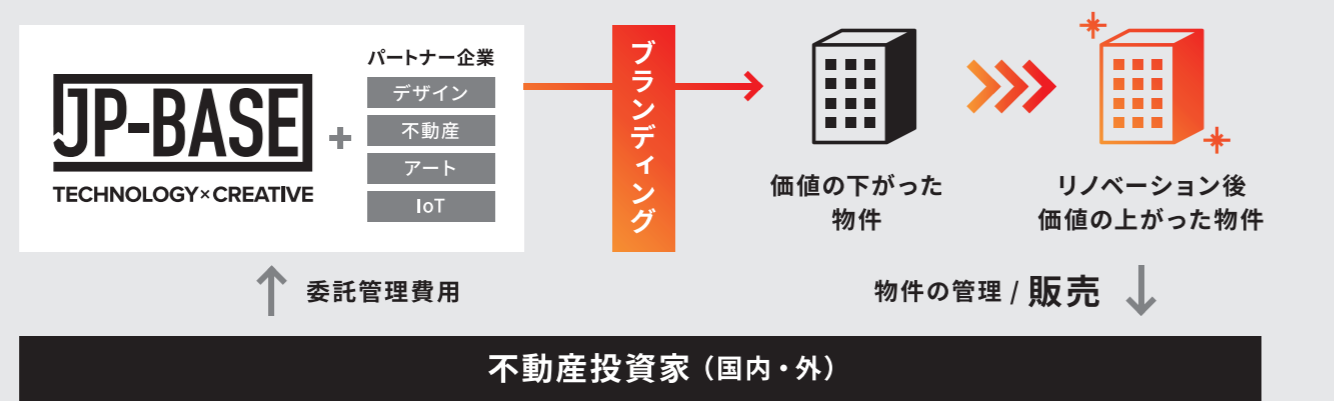 JP-BASE
TECHNOLOGY×CREATIVE
+
パートナー企業
デザイン
不動産
アート
IoT
ブランディング
価値の下がった
物件
リノベーション後
価値の上がった物件
委託管理費用
物件の管理 / 販売
不動産投資家（国内・外）